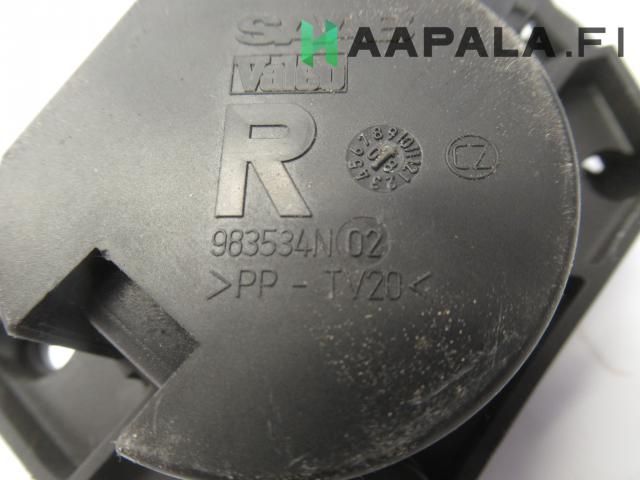 HAAPALA.FI
Valeo
R
CZ
983534N 02
>PP - TV20<